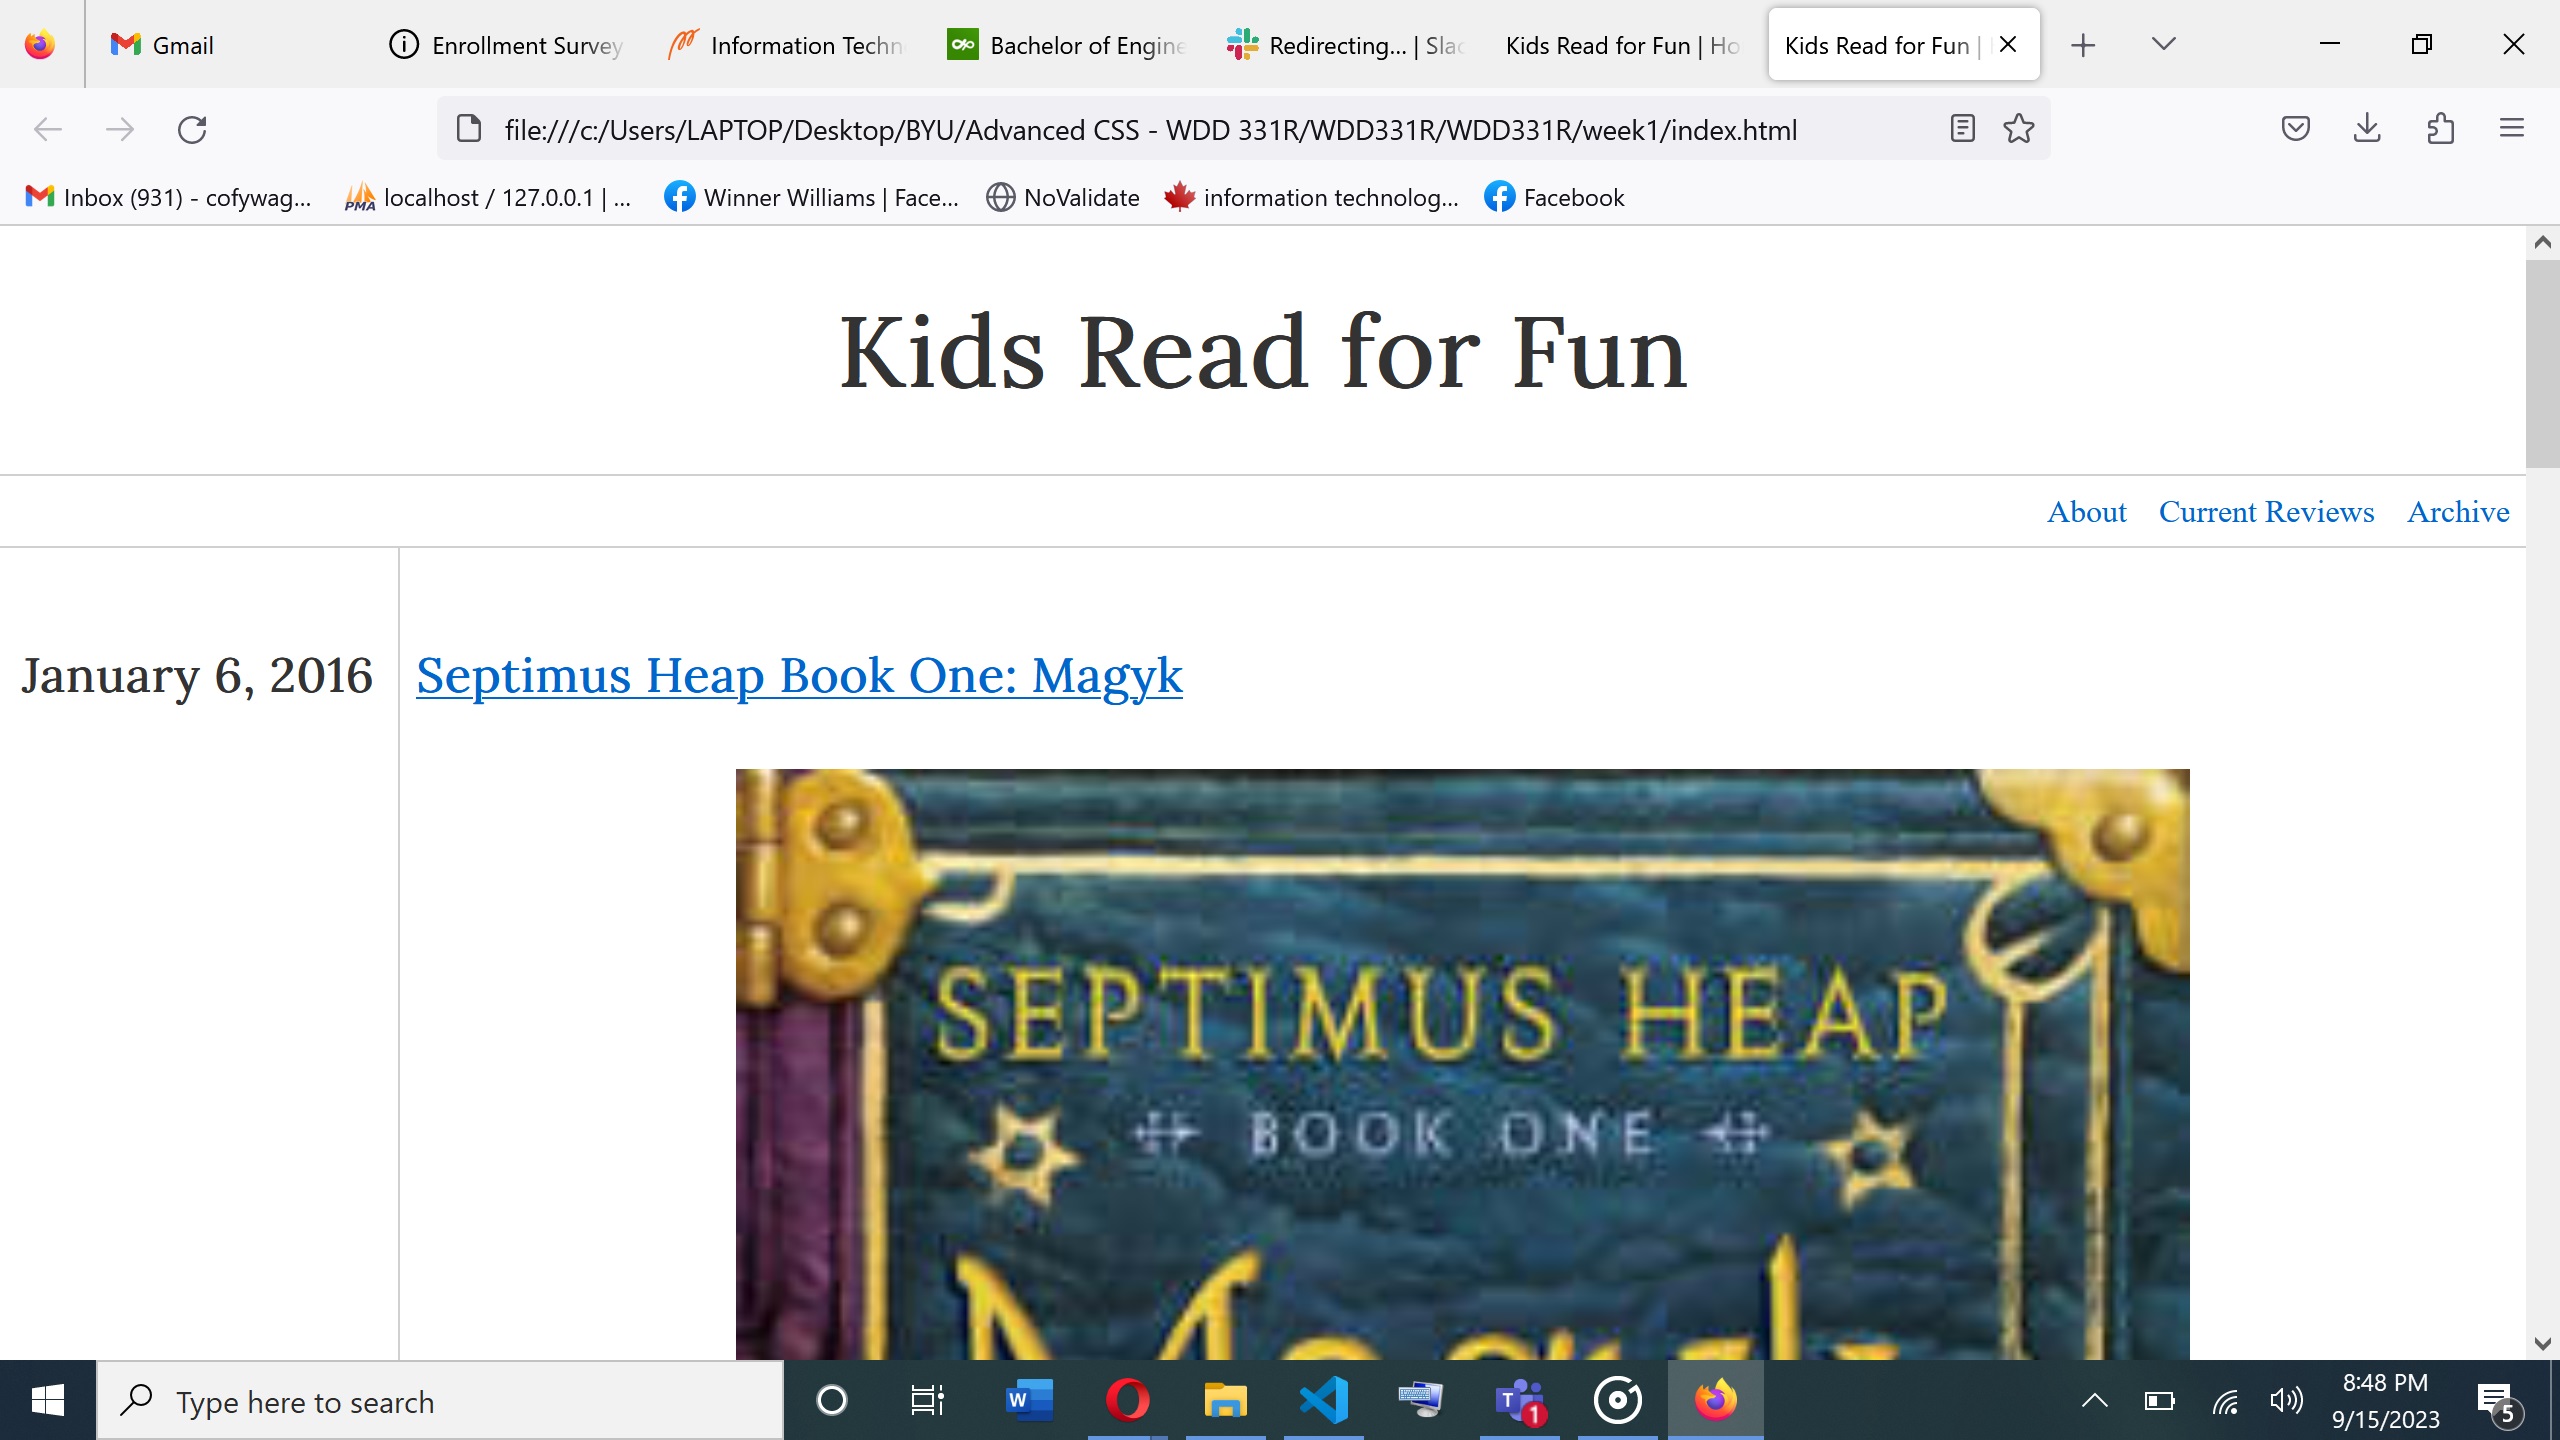 Gmail
Enrollment Survey
Information Techn
Bachelor of Engine
Redirecting... | Slac
Kids Read for Fun | Ho
Kids Read for Fun |
file:///c:/Users/LAPTOP/Desktop/BYU/Advanced CSS - WDD 331R/WDD331R/WDD331R/week1/index.html
Inbox (931) - cofywag...
PMA
localhost / 127.0.0.1 | ...
Winner Williams | Face...
NoValidate
information technolog...
Facebook
Kids Read for Fun
About Current Reviews Archive
January 6, 2016
Septimus Heap Book One: Magyk
SEPTIMUS HEAP
BOOK ONE
Type here to search
W
T
1
8:48 PM
9/15/2023
5